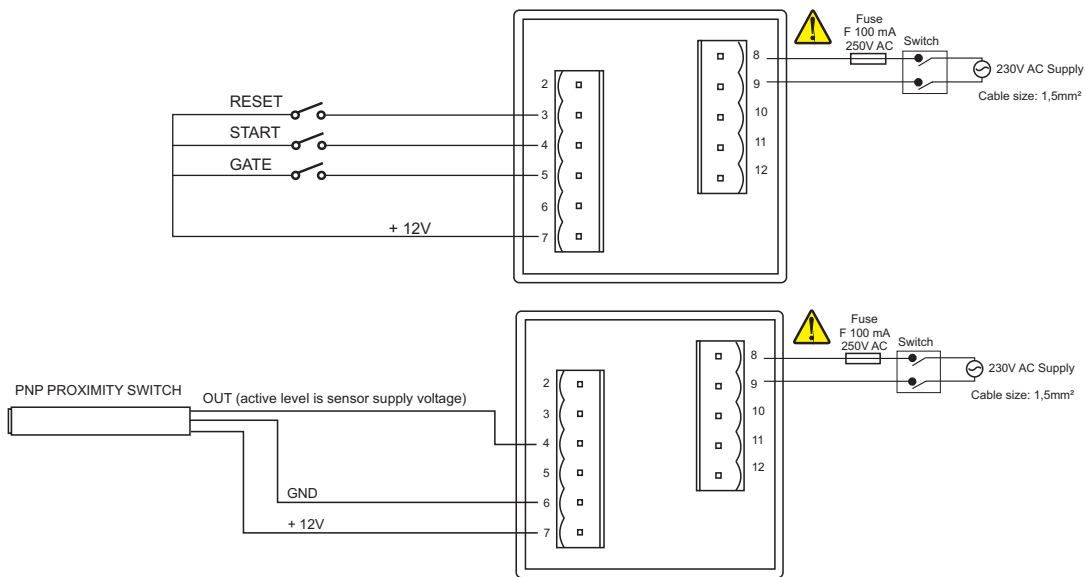 Fuse
F 100 mA
250V AC
Switch
230V AC Supply
Cable size: 1,5mm²
8
9
10
11
12
2
3
4
5
6
7
RESET
START
GATE
+ 12V
Fuse
F 100 mA
250V AC
Switch
230V AC Supply
Cable size: 1,5mm²
8
9
10
11
12
2
3
4
5
6
7
PNP PROXIMITY SWITCH
OUT (active level is sensor supply voltage)
GND
+ 12V